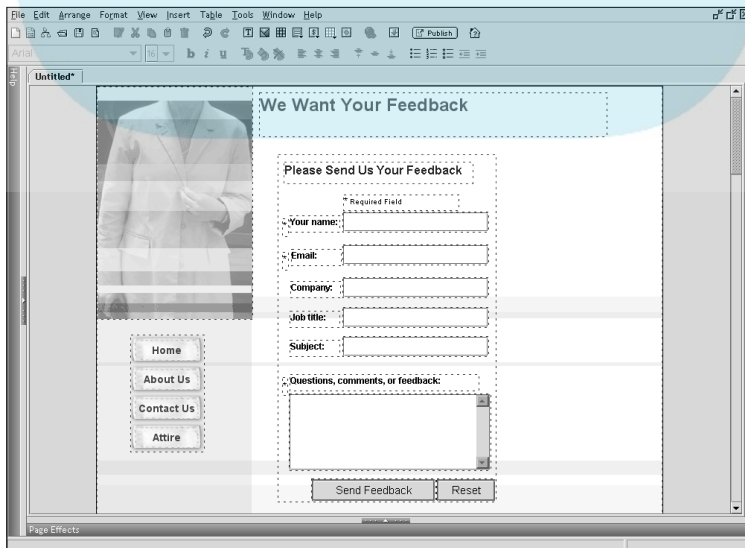 File Edit Arrange Format View Insert Table Tools Window Help
Publish
Arial 16 b i u
Help
Untitled*
We Want Your Feedback
Please Send Us Your Feedback
* Required Field
* Your name:
* Email:
Company:
Job title:
Subject:
* Questions, comments, or feedback:
Send Feedback Reset
Home
About Us
Contact Us
Attire
Page Effects